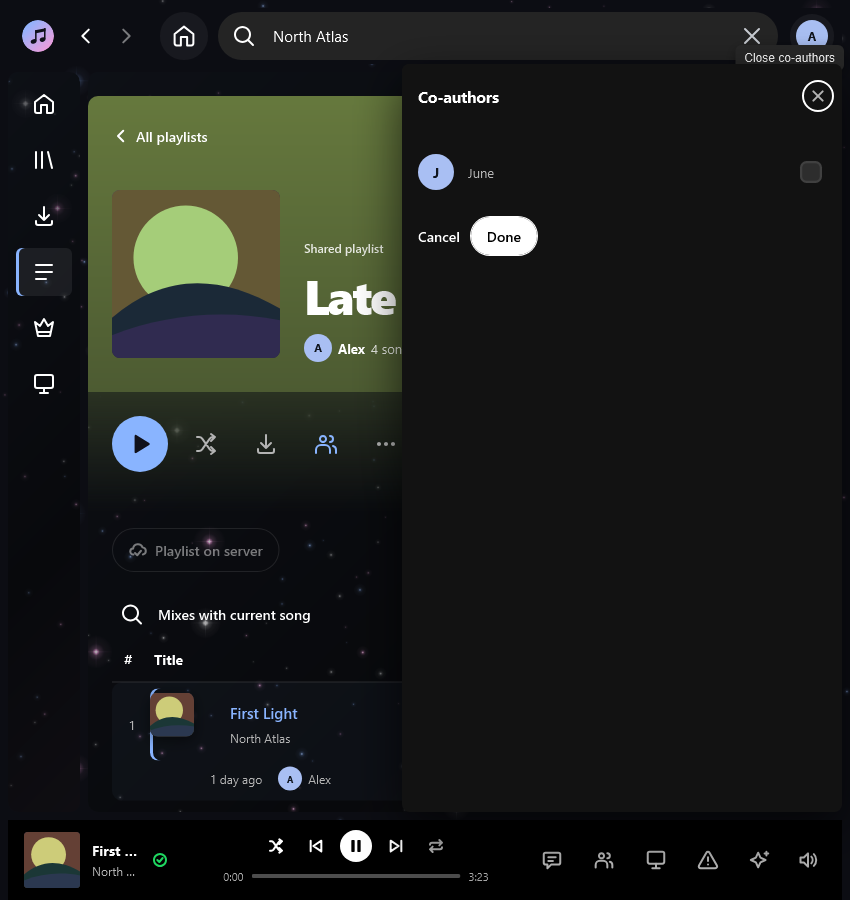 North Atlas
A
Close co-authors
Co-authors
All playlists
J
June
Cancel
Done
Shared playlist
Late
A
Alex
4 son
Playlist on server
Mixes with current song
#
Title
1
First Light
North Atlas
1 day ago
A
Alex
First ...
North ...
0:00
3:23